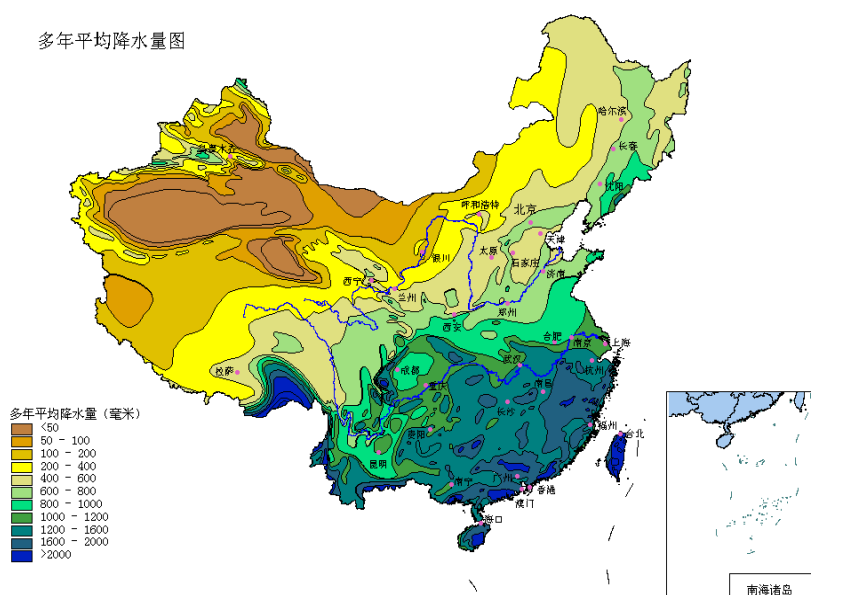 多年平均降水量图
哈尔滨
乌鲁木齐
长春
沈阳
呼和浩特
北京
天津
银川
太原
石家庄
济南
西宁
兰州
郑州
西安
合肥
南京
上海
拉萨
成都
武汉
杭州
重庆
南昌
长沙
贵阳
福州
台北
昆明
南宁
广州
香港
澳门
海口
多年平均降水量（毫米）
<50
50 - 100
100 - 200
200 - 400
400 - 600
600 - 800
800 - 1000
1000 - 1200
1200 - 1600
1600 - 2000
>2000
南海诸岛